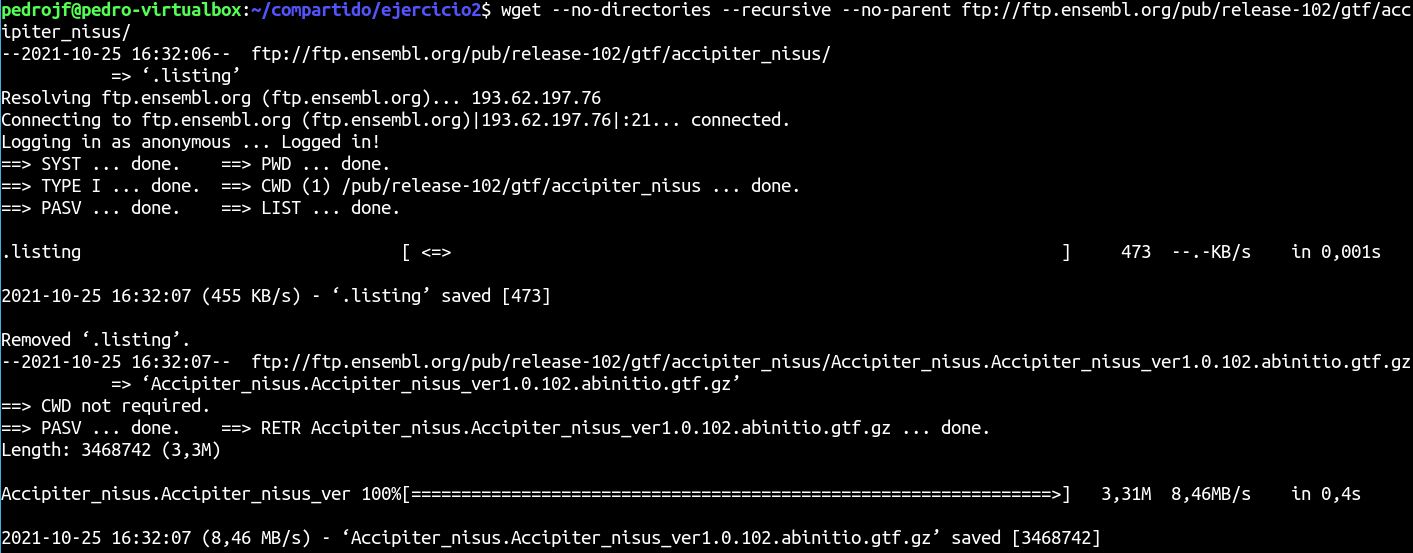 pedrojf@pedro-virtualbox:~/compartido/ejercicio2$ wget --no-directories --recursive --no-parent ftp://ftp.ensembl.org/pub/release-102/gtf/acc
ipiter_nisus/
--2021-10-25 16:32:06--  ftp://ftp.ensembl.org/pub/release-102/gtf/accipiter_nisus/
           => ‘.listing’
Resolving ftp.ensembl.org (ftp.ensembl.org)... 193.62.197.76
Connecting to ftp.ensembl.org (ftp.ensembl.org)|193.62.197.76|:21... connected.
Logging in as anonymous ... Logged in!
==> SYST ... done.    ==> PWD ... done.
==> TYPE I ... done.  ==> CWD (1) /pub/release-102/gtf/accipiter_nisus ... done.
==> PASV ... done.    ==> LIST ... done.
.listing                                [ <=>                                                             ]     473  --.-KB/s    in 0,001s
2021-10-25 16:32:07 (455 KB/s) - ‘.listing’ saved [473]
Removed ‘.listing’.
--2021-10-25 16:32:07--  ftp://ftp.ensembl.org/pub/release-102/gtf/accipiter_nisus/Accipiter_nisus.Accipiter_nisus_ver1.0.102.abinitio.gtf.gz
           => ‘Accipiter_nisus.Accipiter_nisus_ver1.0.102.abinitio.gtf.gz’
==> CWD not required.
==> PASV ... done.    ==> RETR Accipiter_nisus.Accipiter_nisus_ver1.0.102.abinitio.gtf.gz ... done.
Length: 3468742 (3,3M)
Accipiter_nisus.Accipiter_nisus_ver 100%[================================================================>]   3,31M  8,46MB/s    in 0,4s
2021-10-25 16:32:07 (8,46 MB/s) - ‘Accipiter_nisus.Accipiter_nisus_ver1.0.102.abinitio.gtf.gz’ saved [3468742]